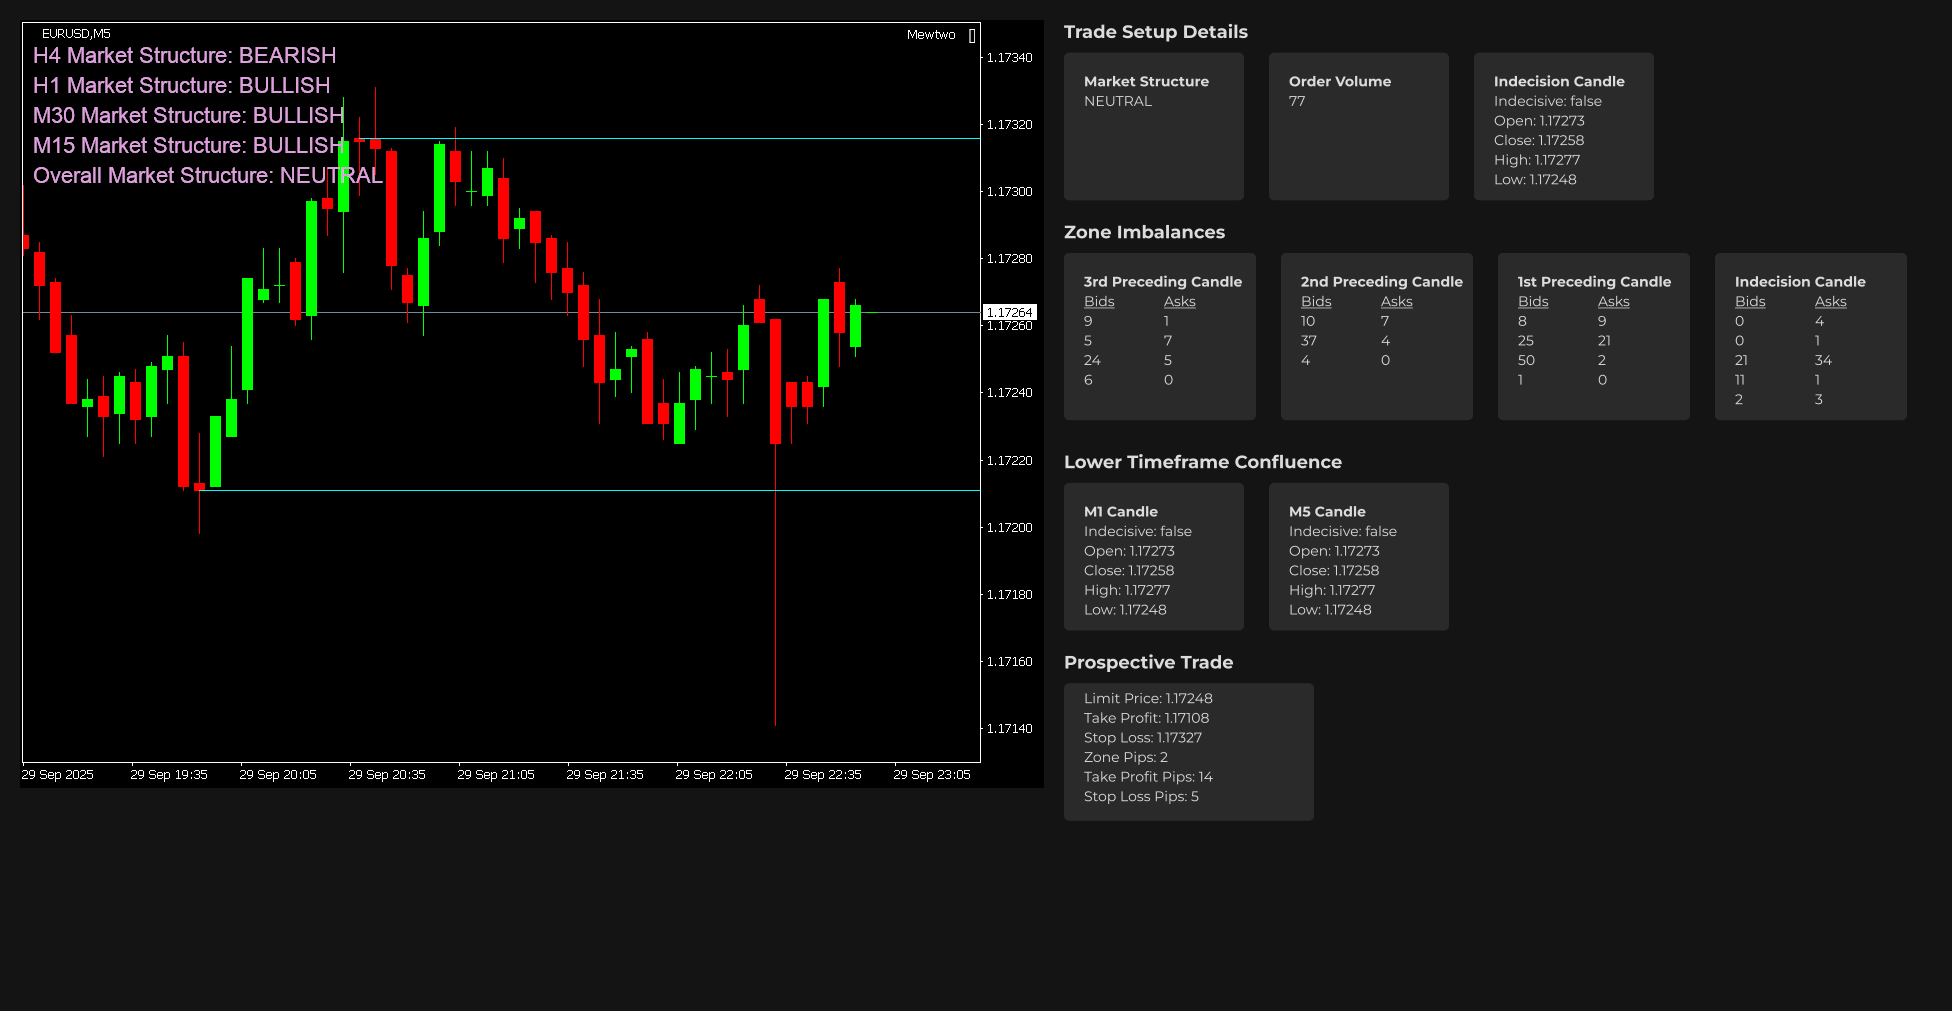 EURUSD,M5
Mewtwo
H4 Market Structure: BEARISH
H1 Market Structure: BULLISH
M30 Market Structure: BULLISH
M15 Market Structure: BULLISH
Overall Market Structure: NEUTRAL
1.17340
1.17320
1.17300
1.17280
1.17264
1.17260
1.17240
1.17220
1.17200
1.17180
1.17160
1.17140
29 Sep 2025
29 Sep 19:35
29 Sep 20:05
29 Sep 20:35
29 Sep 21:05
29 Sep 21:35
29 Sep 22:05
29 Sep 22:35
29 Sep 23:05
Trade Setup Details
Market Structure
NEUTRAL
Order Volume
77
Indecision Candle
Indecisive: false
Open: 1.17273
Close: 1.17258
High: 1.17277
Low: 1.17248
Zone Imbalances
3rd Preceding Candle
Bids Asks
9 1
5 7
24 5
6 0
2nd Preceding Candle
Bids Asks
10 7
37 4
4 0
1st Preceding Candle
Bids Asks
8 9
25 21
50 2
1 0
Indecision Candle
Bids Asks
0 4
0 1
21 34
11 1
2 3
Lower Timeframe Confluence
M1 Candle
Indecisive: false
Open: 1.17273
Close: 1.17258
High: 1.17277
Low: 1.17248
M5 Candle
Indecisive: false
Open: 1.17273
Close: 1.17258
High: 1.17277
Low: 1.17248
Prospective Trade
Limit Price: 1.17248
Take Profit: 1.17108
Stop Loss: 1.17327
Zone Pips: 2
Take Profit Pips: 14
Stop Loss Pips: 5